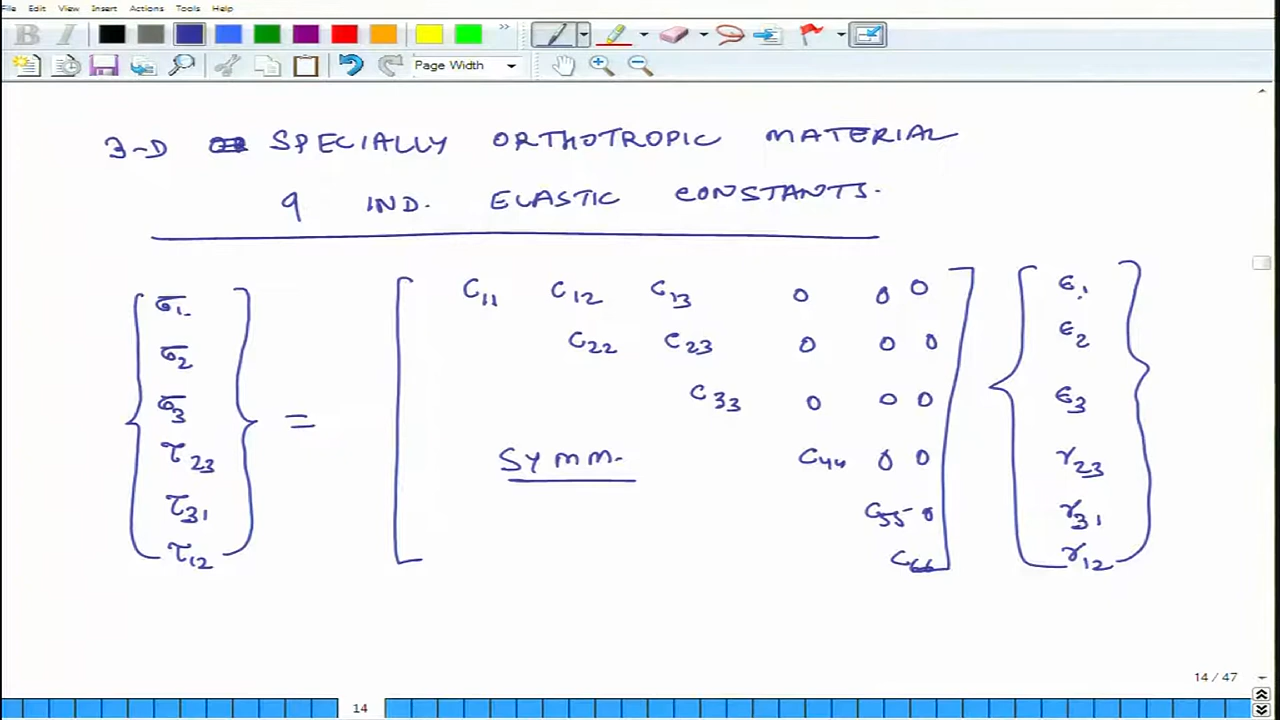 File Edit View Insert Actions Tools Help
B I »
Page Width
3-D SPECIALLY ORTHOTROPIC MATERIAL
9 IND. ELASTIC CONSTANTS.
σ1 C11 C12 C13 0 0 0 ε1
σ2 C22 C23 0 0 0 ε2
σ3 = C33 0 0 0 ε3
τ23 SYMM. C44 0 0 γ23
τ31 C55 0 γ31
τ12 C66 γ12
14 / 47
14